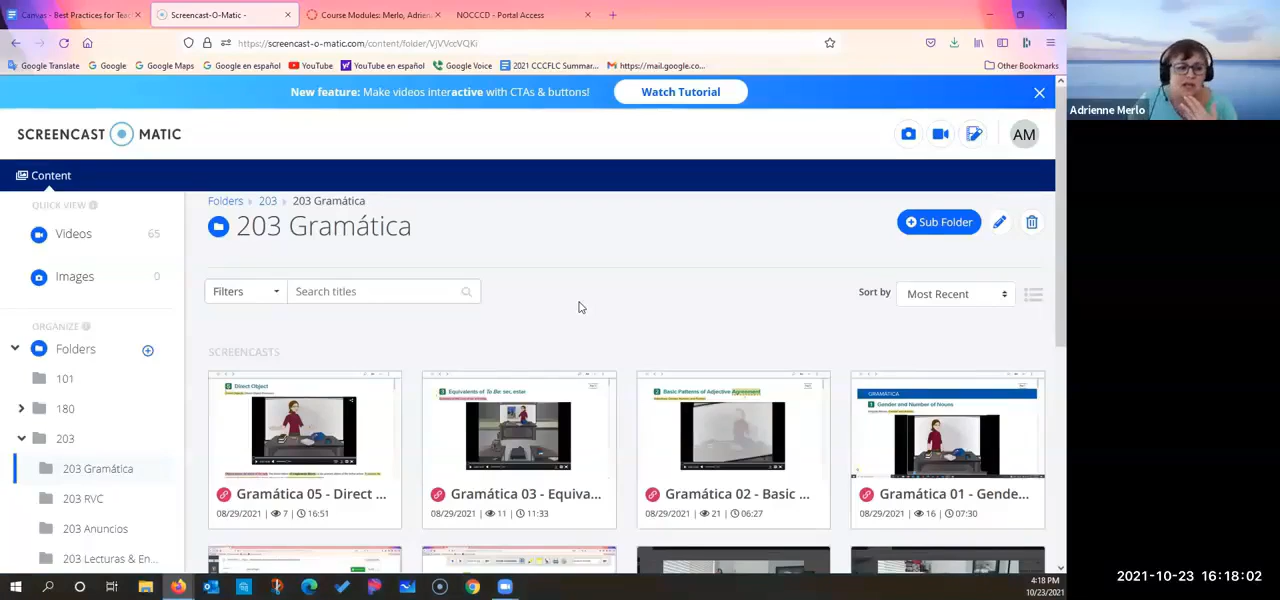 Canvas - Best Practices for Tea
Screencast-O-Matic -
Course Modules: Merlo, Adrien
NOCCCD - Portal Access
https://screencast-o-matic.com/content/folder/VjVVccVQKi
Google Translate
Google
Google Maps
Google en español
YouTube
YouTube en español
Google Voice
2021 CCCFLC Summar...
https://mail.google.co...
Other Bookmarks
New feature: Make videos interactive with CTAs & buttons!
Watch Tutorial
SCREENCAST O MATIC
AM
Content
QUICK VIEW
Videos 65
Images 0
ORGANIZE
Folders
101
180
203
203 Gramática
203 RVC
203 Anuncios
203 Lecturas & En...
Folders › 203 › 203 Gramática
203 Gramática
Sub Folder
Filters
Search titles
Sort by
Most Recent
SCREENCASTS
Direct Object
Gramática 05 - Direct ...
08/29/2021 7 16:51
3 Equivalents of To Be: ser, estar
Gramática 03 - Equiva...
08/29/2021 11 11:33
2 Basic Patterns of Adjective Agreement
Gramática 02 - Basic ...
08/29/2021 21 06:27
GRAMÁTICA
1 Gender and Number of Nouns
Gramática 01 - Gende...
08/29/2021 16 07:30
4:18 PM
10/23/2021
Adrienne Merlo
2021-10-23 16:18:02